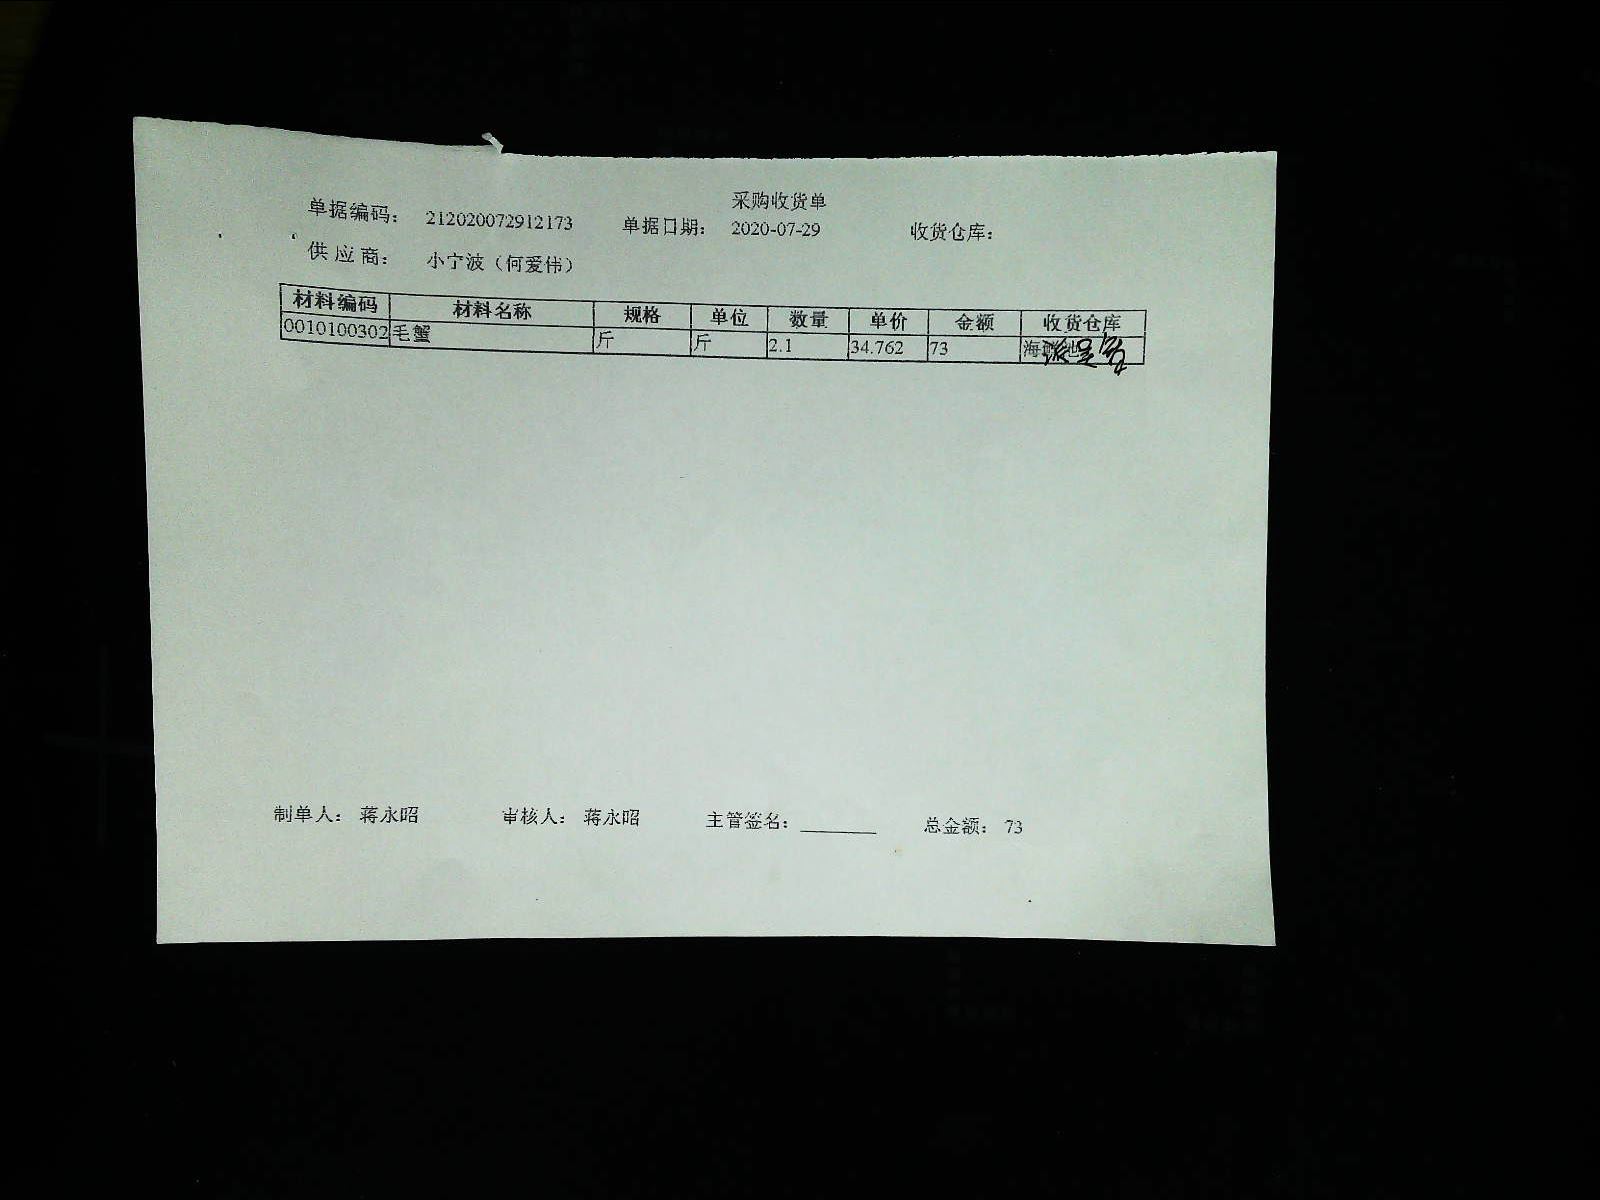 采购收货单
单据编码： 212020072912173 单据日期： 2020-07-29 收货仓库：
供 应 商： 小宁波（何爱伟）
材料编码 材料名称 规格 单位 数量 单价 金额 收货仓库
0010100302 毛蟹 斤 斤 2.1 34.762 73 海鲜池
制单人： 蒋永昭 审核人： 蒋永昭 主管签名：________ 总金额： 73